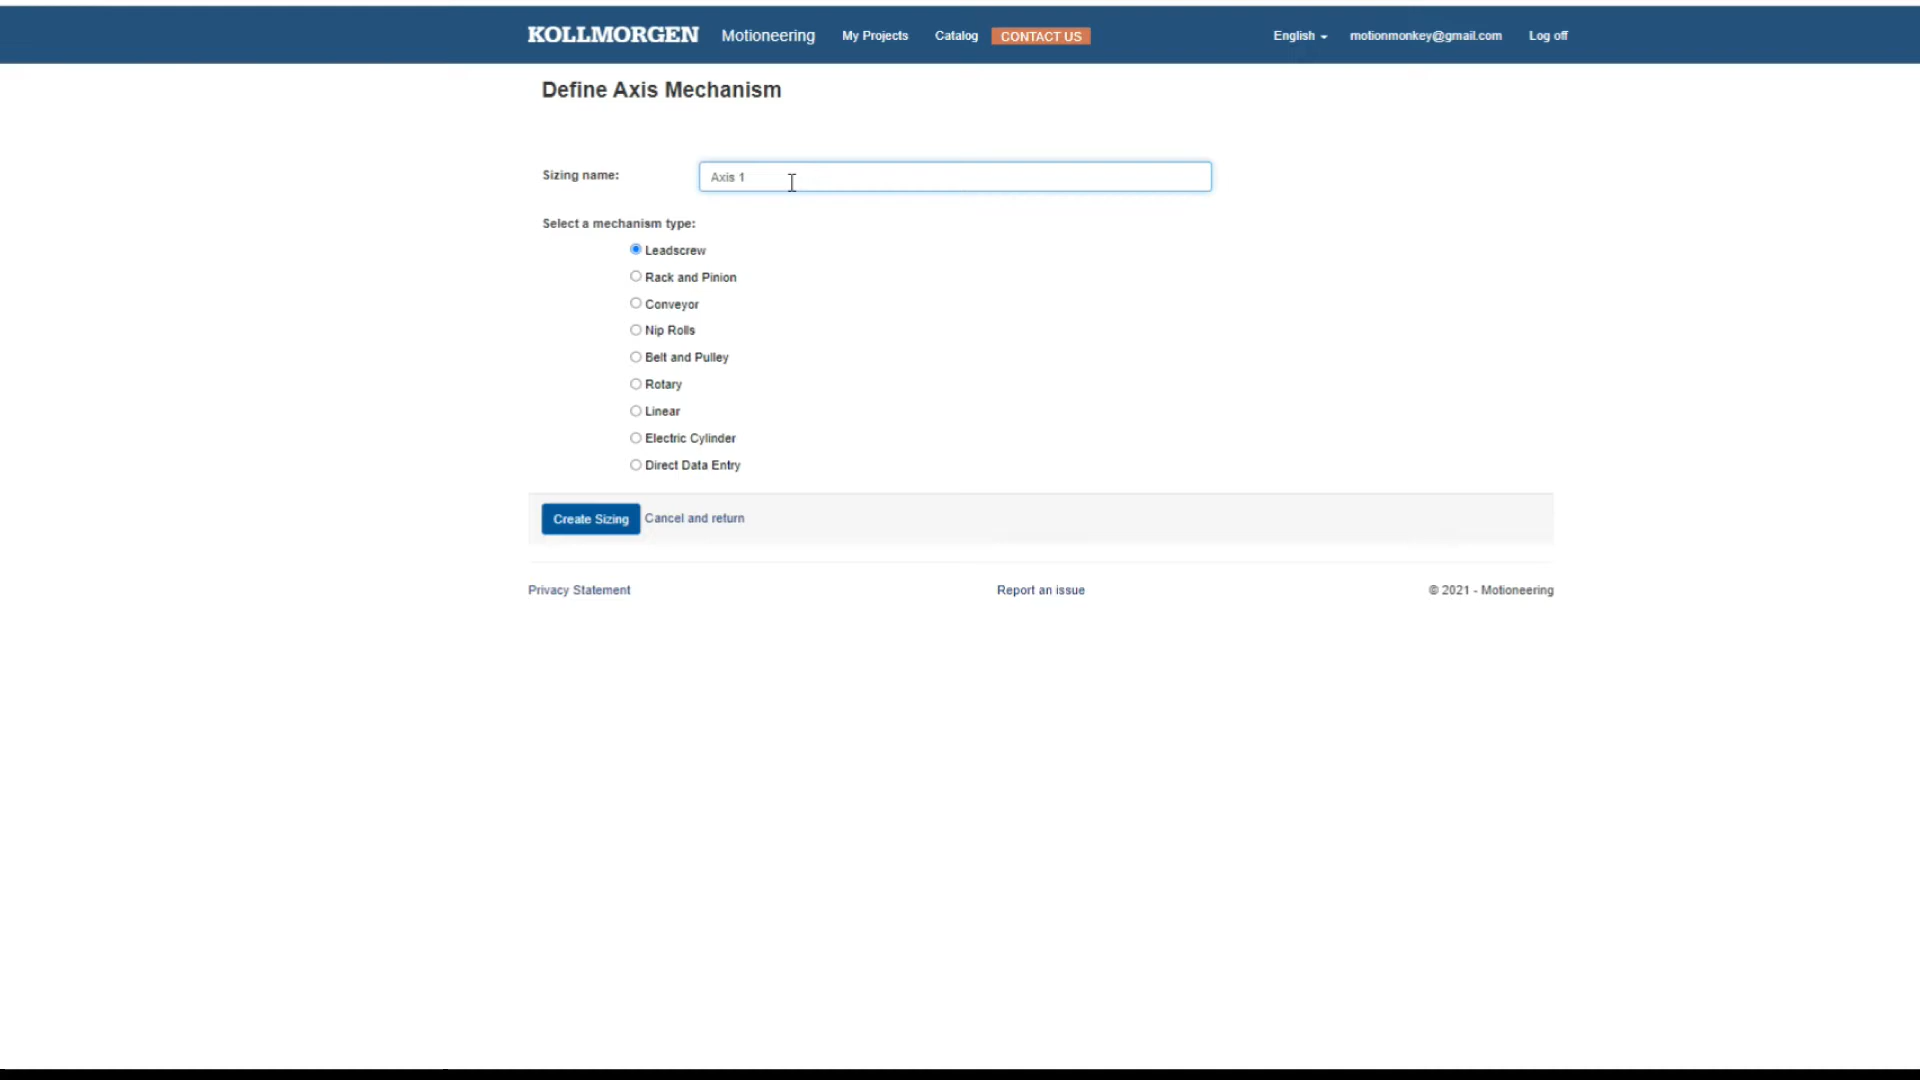 KOLLMORGEN Motioneering My Projects Catalog CONTACT US English motionmonkey@gmail.com Log off
Define Axis Mechanism
Sizing name: Axis 1
Select a mechanism type:
Leadscrew
Rack and Pinion
Conveyor
Nip Rolls
Belt and Pulley
Rotary
Linear
Electric Cylinder
Direct Data Entry
Create Sizing Cancel and return
Privacy Statement Report an issue © 2021 - Motioneering